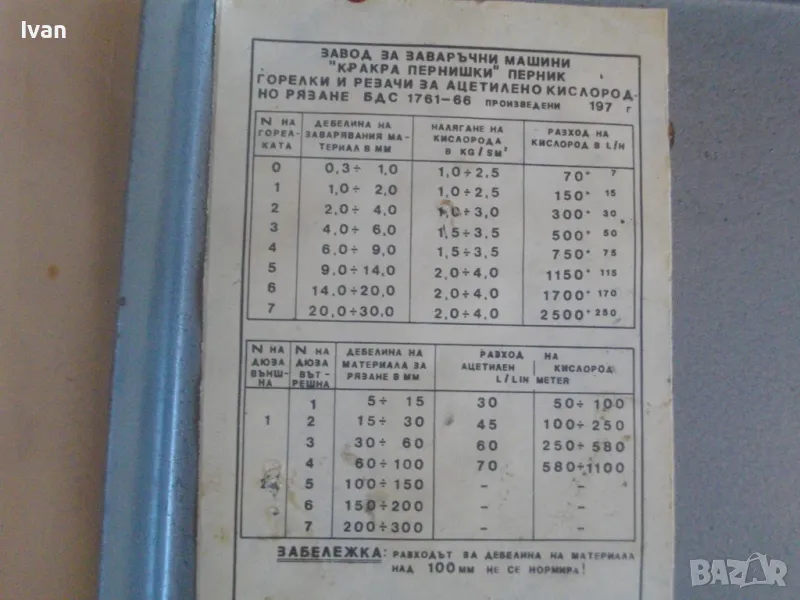 Ivan
ЗАВОД ЗА ЗАВАРЪЧНИ МАШИНИ
"КРАКРА ПЕРНИШКИ" ПЕРНИК
ГОРЕЛКИ И РЕЗАЧИ ЗА АЦЕТИЛЕНО КИСЛОРОД-
НО РЯЗАНЕ БДС 1761-66 ПРОИЗВЕДЕНИ 197 г
N НА ГОРЕЛ- КАТА ДЕБЕЛИНА НА ЗАВАРЯВАНИЯ МА- ТЕРИАЛ В ММ НАЛЯГАНЕ НА КИСЛОРОДА В KG/SM² РАЗХОД НА КИСЛОРОД В L/H
0 0,3÷ 1,0 1,0÷2,5 70⁺ 7
1 1,0÷ 2,0 1,0÷2,5 150⁺ 15
2 2,0÷ 4,0 1,0÷3,0 300⁺ 30
3 4,0÷ 6,0 1,5÷3,5 500⁺ 50
4 6,0÷ 9,0 1,5÷3,5 750⁺ 75
5 9.0÷14,0 2,0÷4,0 1150⁺ 115
6 14.0÷20,0 2,0÷4,0 1700⁺ 170
7 20,0÷30,0 2,0÷4,0 2500⁺ 250
N НА ДЮЗА ВЪНШ- НА N НА ДЮЗА ВЪТ- РЕШНА ДЕБЕЛИНА НА МАТЕРИАЛА ЗА РЯЗАНЕ В ММ РАЗХОД НА АЦЕТИЛЕН КИСЛОРОД L/LIN METER
1 5÷ 15 30 50÷100
1 2 15÷ 30 45 100÷250
3 30÷ 60 60 250÷580
4 60÷100 70 580÷1100
2 5 100÷150 – –
6 150÷200 – –
7 200÷300 – –
ЗАБЕЛЕЖКА: РАЗХОДЪТ ЗА ДЕБЕЛИНА НА МАТЕРИАЛА
НАД 100ММ НЕ СЕ НОРМИРА!
BAZAR